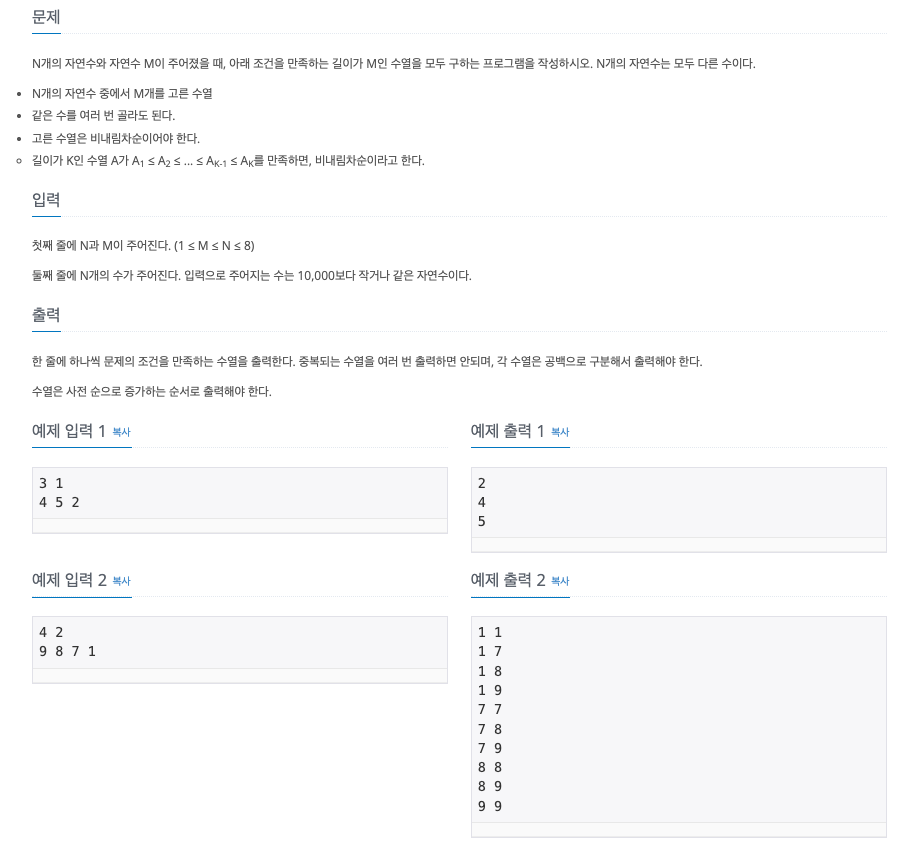 문제
N개의 자연수와 자연수 M이 주어졌을 때, 아래 조건을 만족하는 길이가 M인 수열을 모두 구하는 프로그램을 작성하시오. N개의 자연수는 모두 다른 수이다.
N개의 자연수 중에서 M개를 고른 수열
같은 수를 여러 번 골라도 된다.
고른 수열은 비내림차순이어야 한다.
길이가 K인 수열 A가 A1 ≤ A2 ≤ ... ≤ AK-1 ≤ AK를 만족하면, 비내림차순이라고 한다.
입력
첫째 줄에 N과 M이 주어진다. (1 ≤ M ≤ N ≤ 8)
둘째 줄에 N개의 수가 주어진다. 입력으로 주어지는 수는 10,000보다 작거나 같은 자연수이다.
출력
한 줄에 하나씩 문제의 조건을 만족하는 수열을 출력한다. 중복되는 수열을 여러 번 출력하면 안되며, 각 수열은 공백으로 구분해서 출력해야 한다.
수열은 사전 순으로 증가하는 순서로 출력해야 한다.
예제 입력 1 복사
3 1
4 5 2
예제 출력 1 복사
2
4
5
예제 입력 2 복사
4 2
9 8 7 1
예제 출력 2 복사
1 1
1 7
1 8
1 9
7 7
7 8
7 9
8 8
8 9
9 9